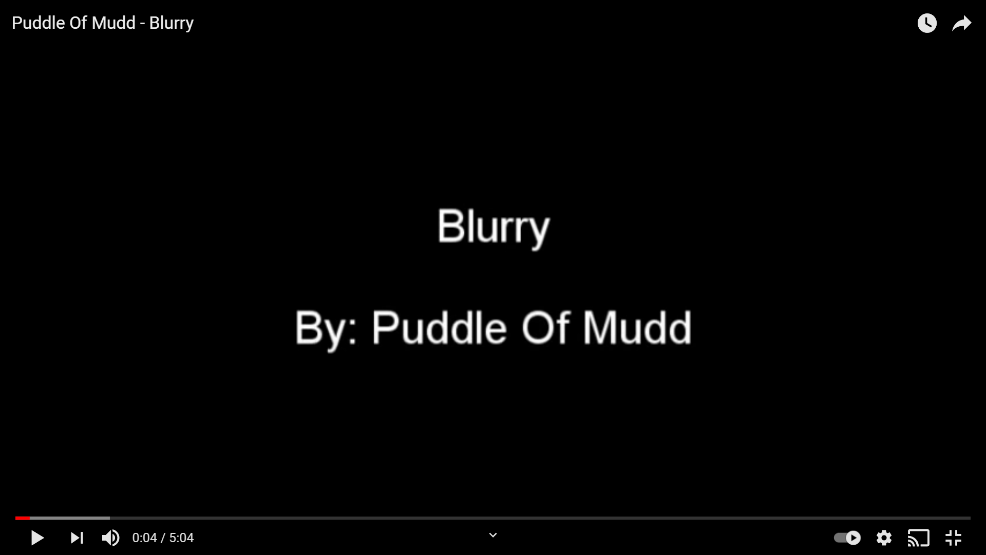 Puddle Of Mudd - Blurry
Blurry
By: Puddle Of Mudd
0:04 / 5:04